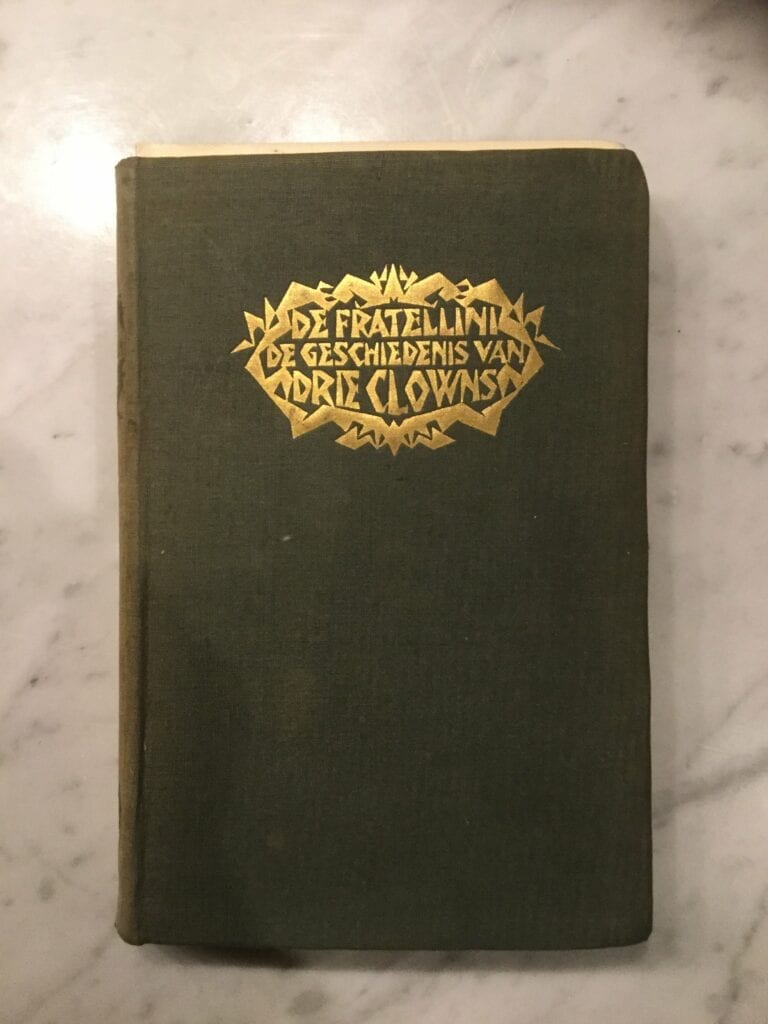 DE FRATELLINI
DE GESCHIEDENIS VAN
DRIE CLOWNS